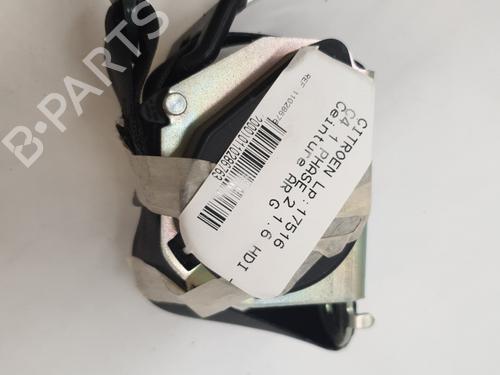 B-PARTS
CITROEN LP:17516
C4 1 PHASE 2 1.6 HDI
Ceinture AR G